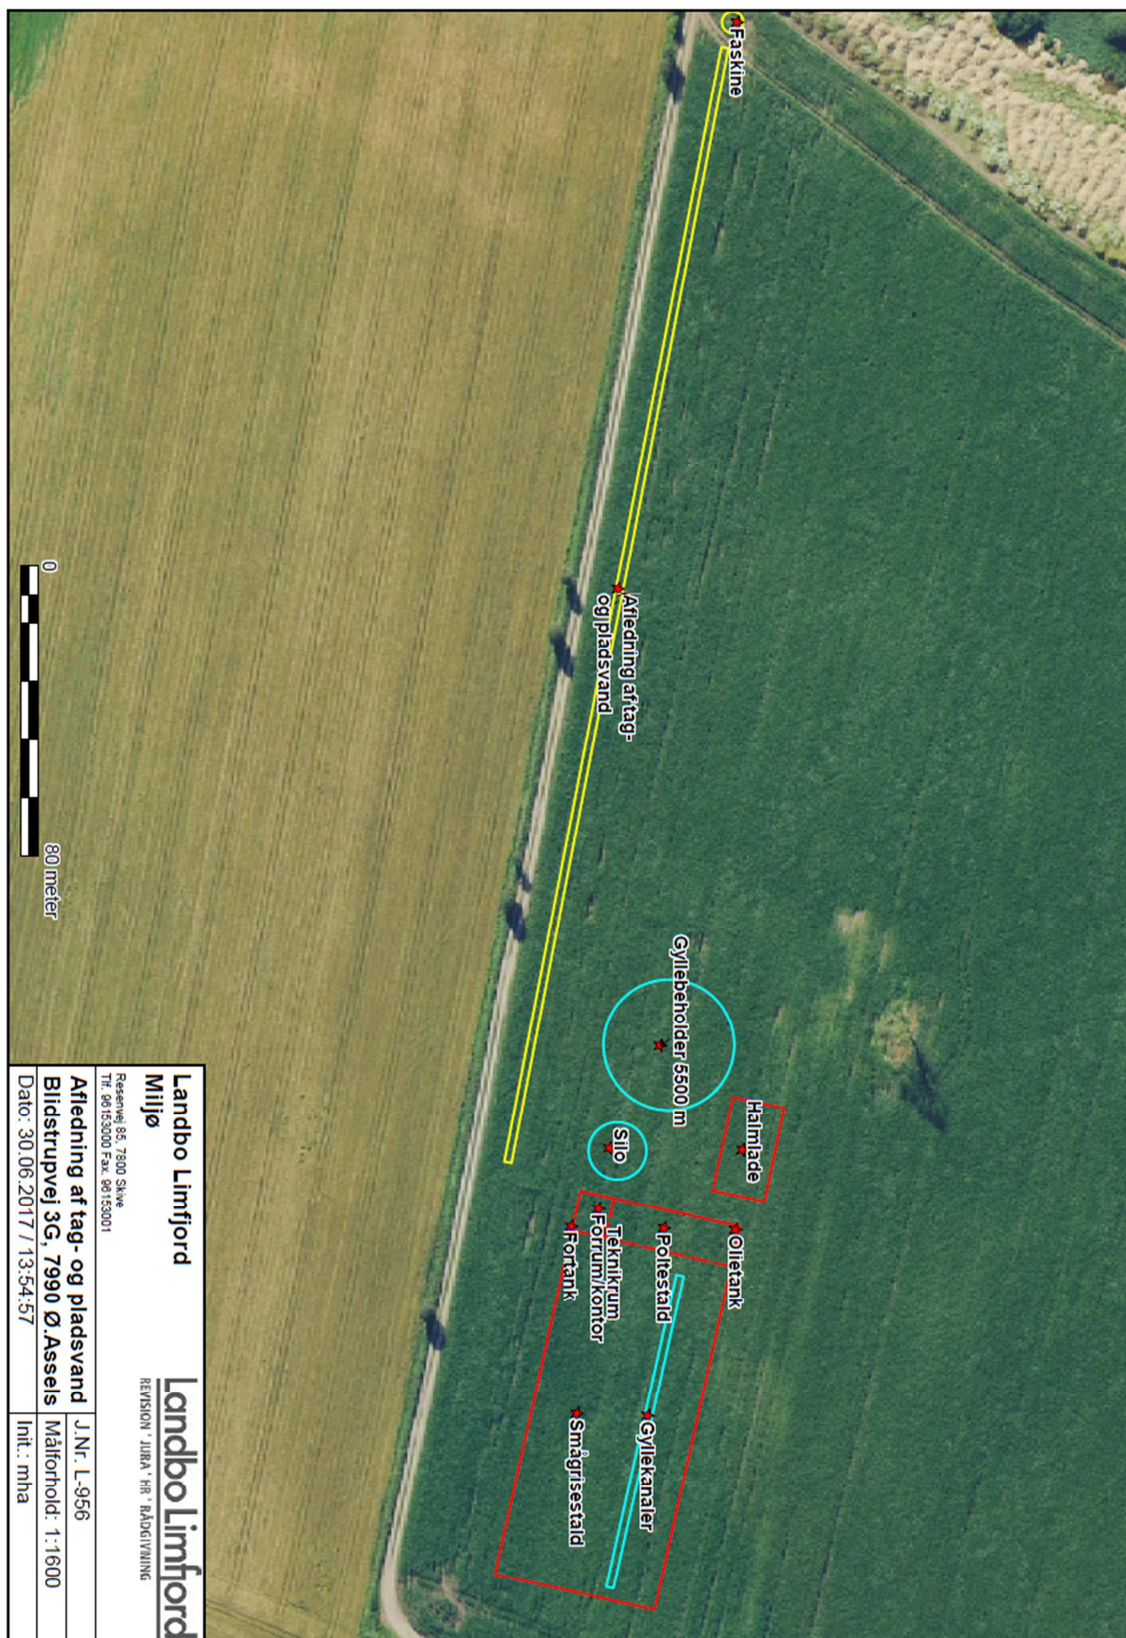 Faskine
Afledning af tag-
og pladsvand
Gyllebeholder 5500 m
Halmlade
Silo
Olietank
Poltestald
Teknikrum
Forrum/kontor
Fortank
Gyllekanaler
Smågrisestald
0
80 meter
Landbo Limfjord
Miljø
Resenvej 85, 7800 Skive
Tlf. 96153000 Fax. 96153001
Landbo Limfjord
REVISION * JURA * HR * RÅDGIVNING
Afledning af tag- og pladsvand
J.Nr. L-956
Blidstrupvej 3G, 7990 Ø.Assels
Målforhold: 1:1600
Dato: 30.06.2017 / 13:54:57
Init.: mha